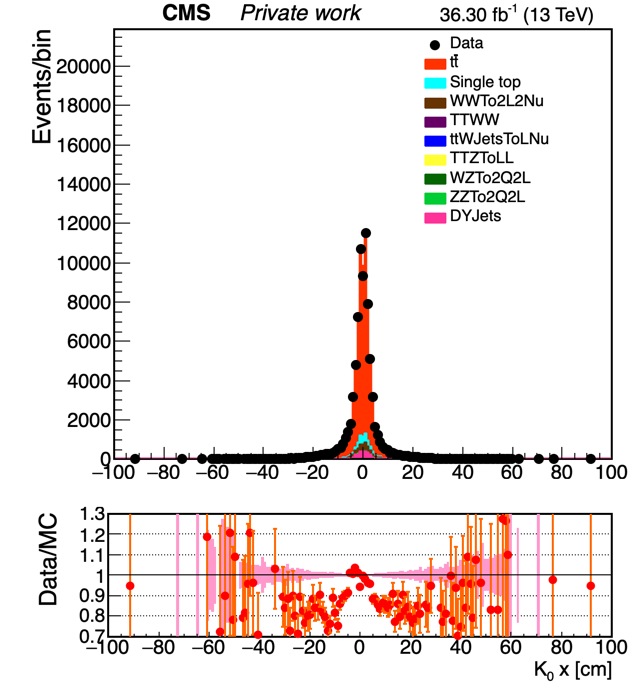 CMS Private work 36.30 fb⁻¹ (13 TeV)
Events/bin
20000
18000
16000
14000
12000
10000
8000
6000
4000
2000
0
Data
tt̄
Single top
WWTo2L2Nu
TTWW
ttWJetsToLNu
TTZToLL
WZTo2Q2L
ZZTo2Q2L
DYJets
−100 −80 −60 −40 −20 0 20 40 60 80 100
Data/MC
1.3
1.2
1.1
1
0.9
0.8
0.7
−100 −80 −60 −40 −20 0 20 40 60 80 100
K₀ x [cm]